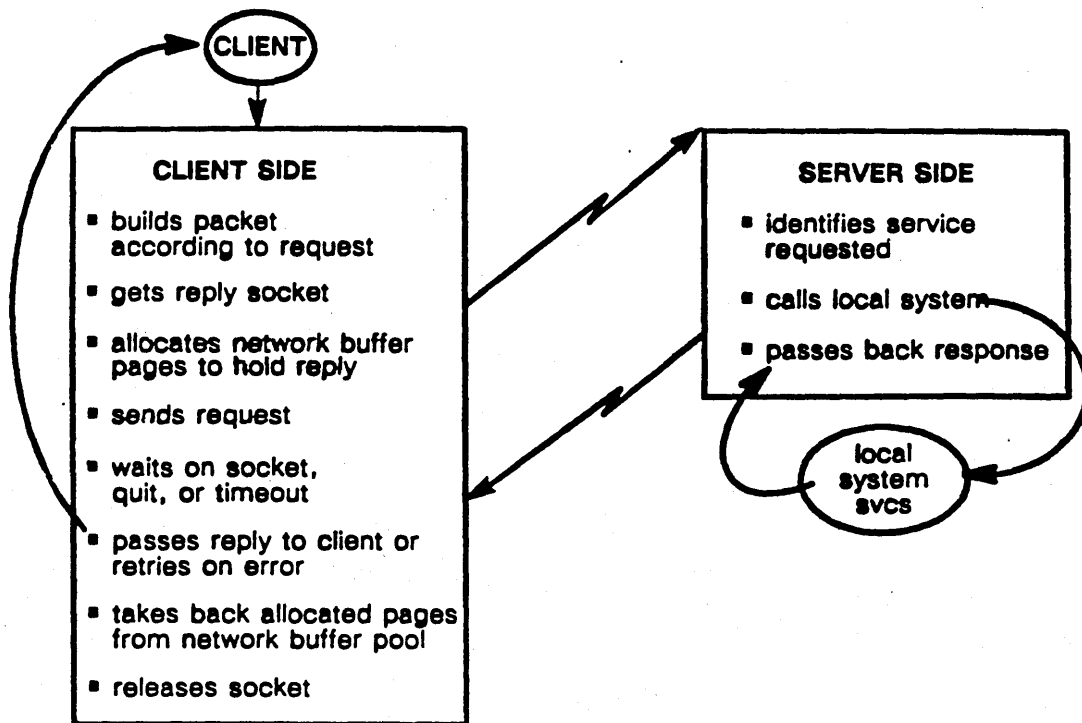 CLIENT
CLIENT SIDE
▪ builds packet
according to request
▪ gets reply socket
▪ allocates network buffer
pages to hold reply
▪ sends request
▪ waits on socket,
quit, or timeout
▪ passes reply to client or
retries on error
▪ takes back allocated pages
from network buffer pool
▪ releases socket
SERVER SIDE
▪ identifies service
requested
▪ calls local system
▪ passes back response
local
system
svcs